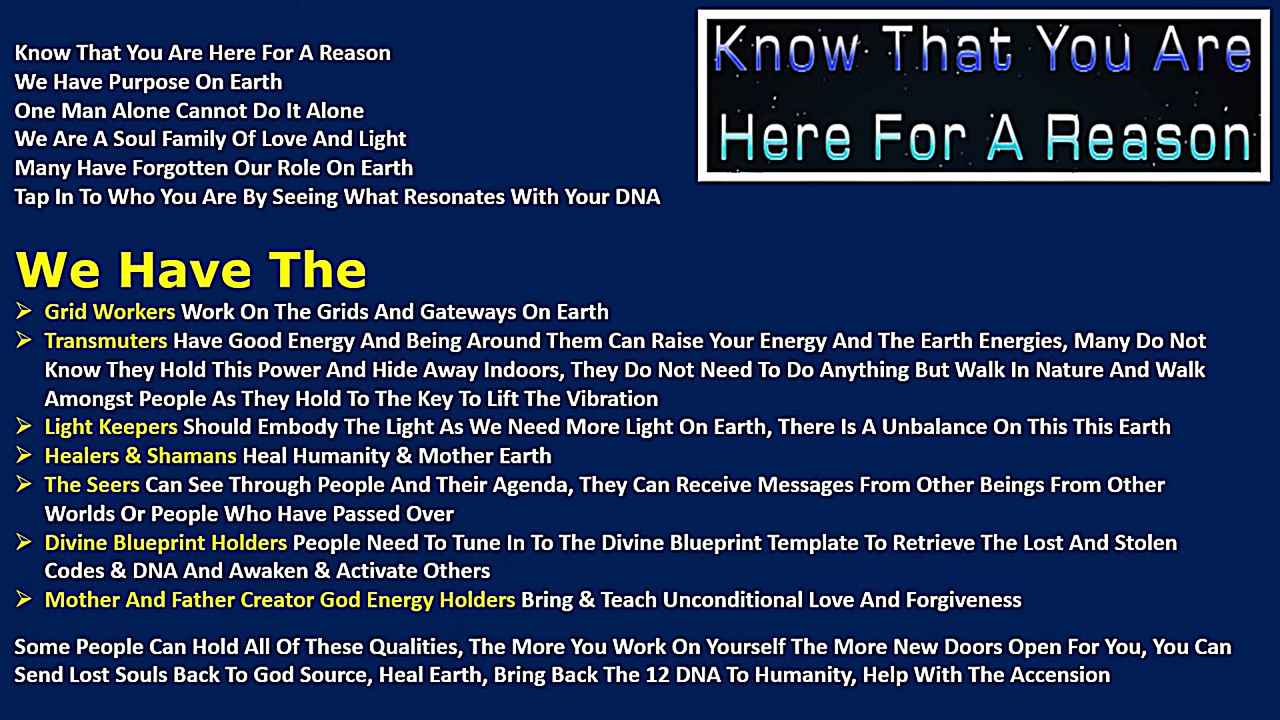 Know That You Are Here For A Reason
We Have Purpose On Earth
One Man Alone Cannot Do It Alone
We Are A Soul Family Of Love And Light
Many Have Forgotten Our Role On Earth
Tap In To Who You Are By Seeing What Resonates With Your DNA
Know That You Are
Here For A Reason
We Have The
➢ Grid Workers Work On The Grids And Gateways On Earth
➢ Transmuters Have Good Energy And Being Around Them Can Raise Your Energy And The Earth Energies, Many Do Not
Know They Hold This Power And Hide Away Indoors, They Do Not Need To Do Anything But Walk In Nature And Walk
Amongst People As They Hold To The Key To Lift The Vibration
➢ Light Keepers Should Embody The Light As We Need More Light On Earth, There Is A Unbalance On This This Earth
➢ Healers & Shamans Heal Humanity & Mother Earth
➢ The Seers Can See Through People And Their Agenda, They Can Receive Messages From Other Beings From Other
Worlds Or People Who Have Passed Over
➢ Divine Blueprint Holders People Need To Tune In To The Divine Blueprint Template To Retrieve The Lost And Stolen
Codes & DNA And Awaken & Activate Others
➢ Mother And Father Creator God Energy Holders Bring & Teach Unconditional Love And Forgiveness
Some People Can Hold All Of These Qualities, The More You Work On Yourself The More New Doors Open For You, You Can
Send Lost Souls Back To God Source, Heal Earth, Bring Back The 12 DNA To Humanity, Help With The Accension